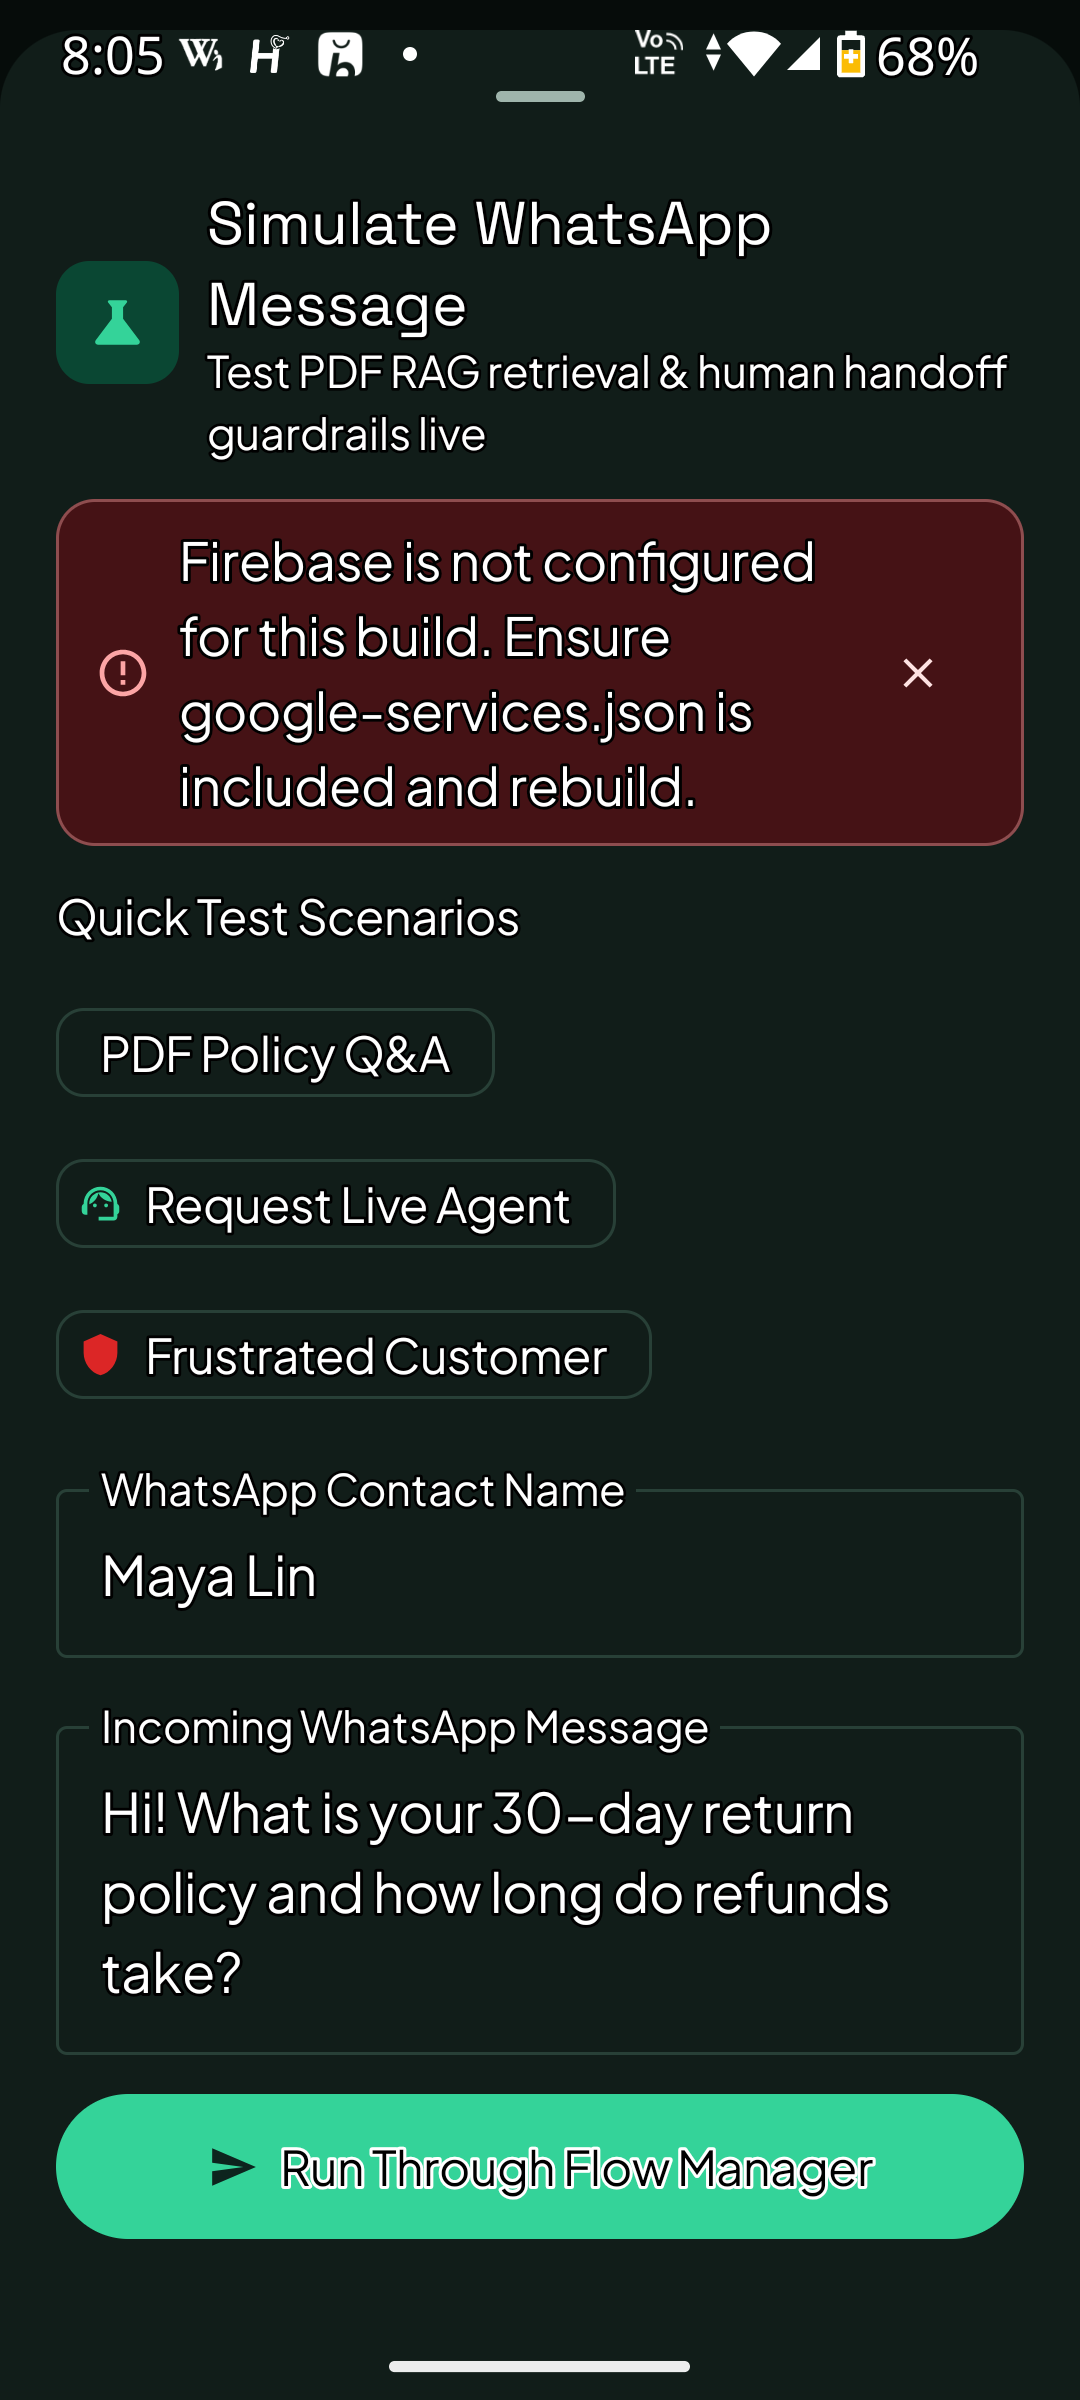 8:05
Vo LTE
68%
Simulate WhatsApp
Message
Test PDF RAG retrieval & human handoff
guardrails live
Firebase is not configured
for this build. Ensure
google-services.json is
included and rebuild.
Quick Test Scenarios
PDF Policy Q&A
Request Live Agent
Frustrated Customer
WhatsApp Contact Name
Maya Lin
Incoming WhatsApp Message
Hi! What is your 30-day return
policy and how long do refunds
take?
Run Through Flow Manager